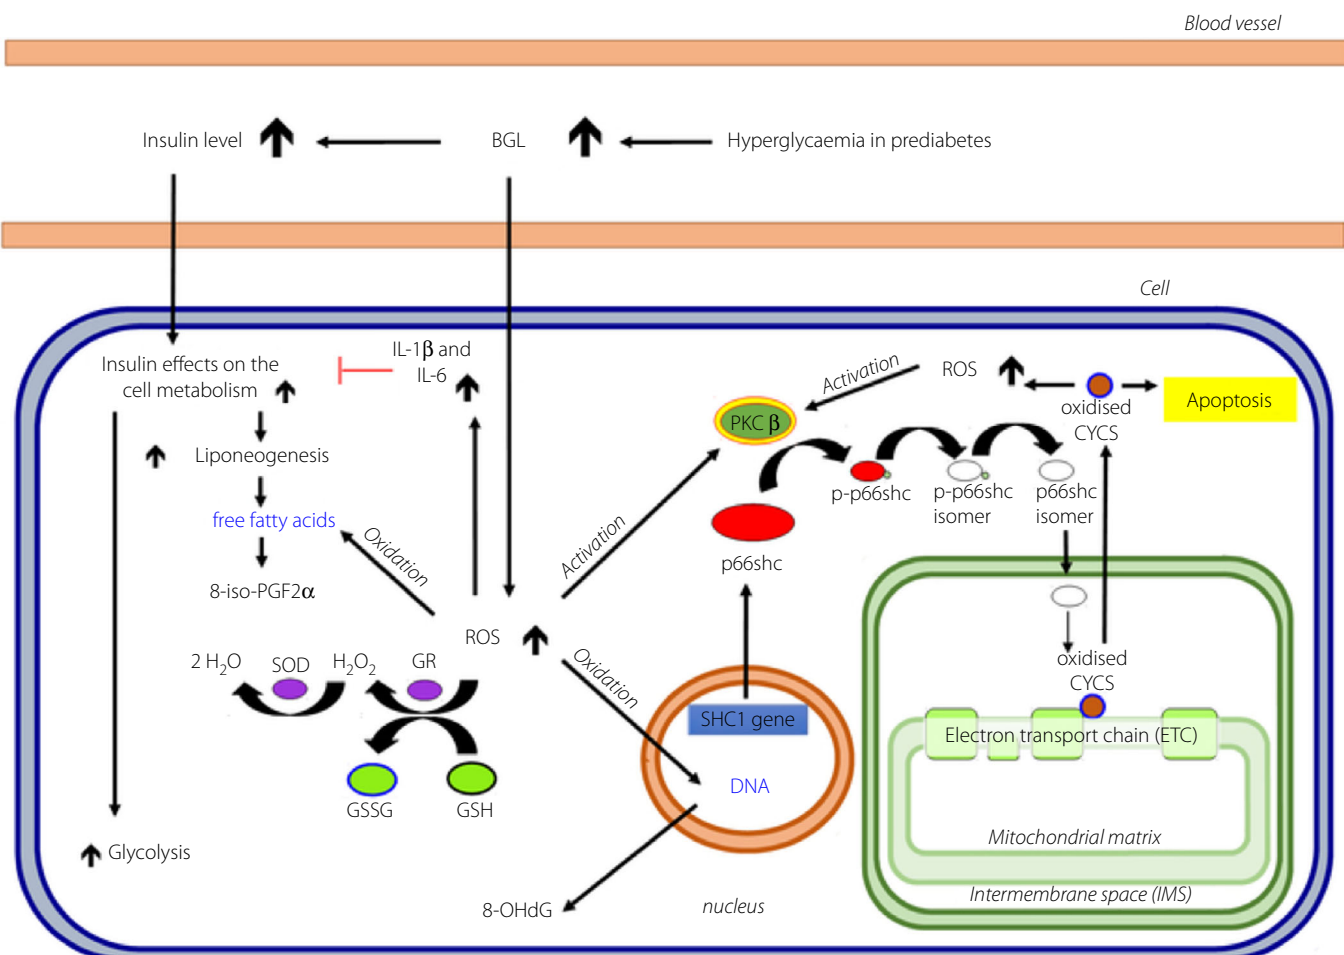 Blood vessel
Insulin level
BGL
Hyperglycaemia in prediabetes
Cell
Insulin effects on the
cell metabolism
IL-1β and
IL-6
Activation
ROS
oxidised
CYCS
Apoptosis
PKC β
Liponeogenesis
free fatty acids
8-iso-PGF2α
Oxidation
Activation
p66shc
p-p66shc
p-p66shc
isomer
p66shc
isomer
ROS
2 H₂O
SOD
H₂O₂
GR
GSSG
GSH
Oxidation
SHC1 gene
DNA
oxidised
CYCS
Electron transport chain (ETC)
Mitochondrial matrix
Intermembrane space (IMS)
Glycolysis
8-OHdG
nucleus